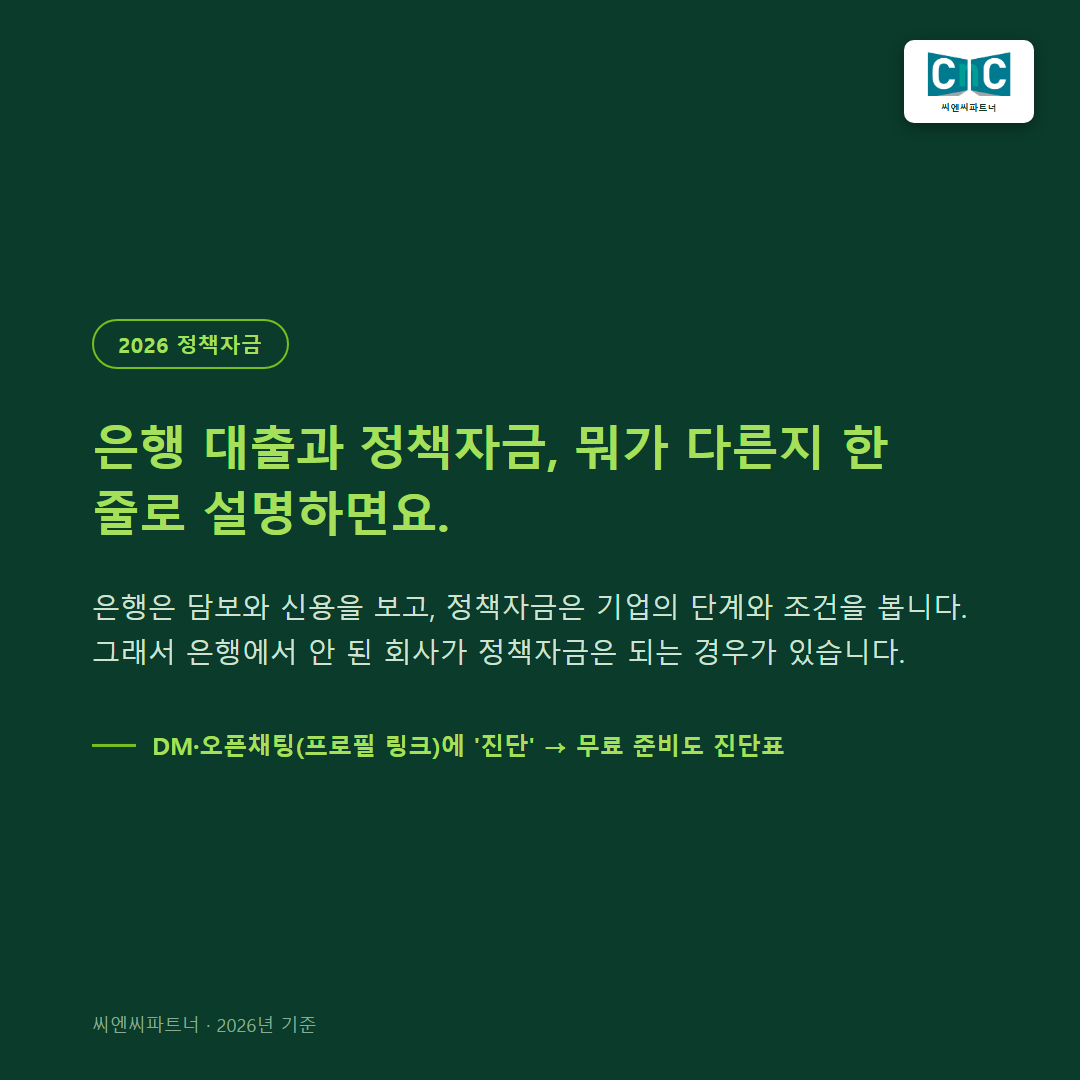 CnC
씨엔씨파트너
2026 정책자금
은행 대출과 정책자금, 뭐가 다른지 한
줄로 설명하면요.
은행은 담보와 신용을 보고, 정책자금은 기업의 단계와 조건을 봅니다.
그래서 은행에서 안 된 회사가 정책자금은 되는 경우가 있습니다.
DM·오픈채팅(프로필 링크)에 '진단' → 무료 준비도 진단표
씨엔씨파트너 · 2026년 기준